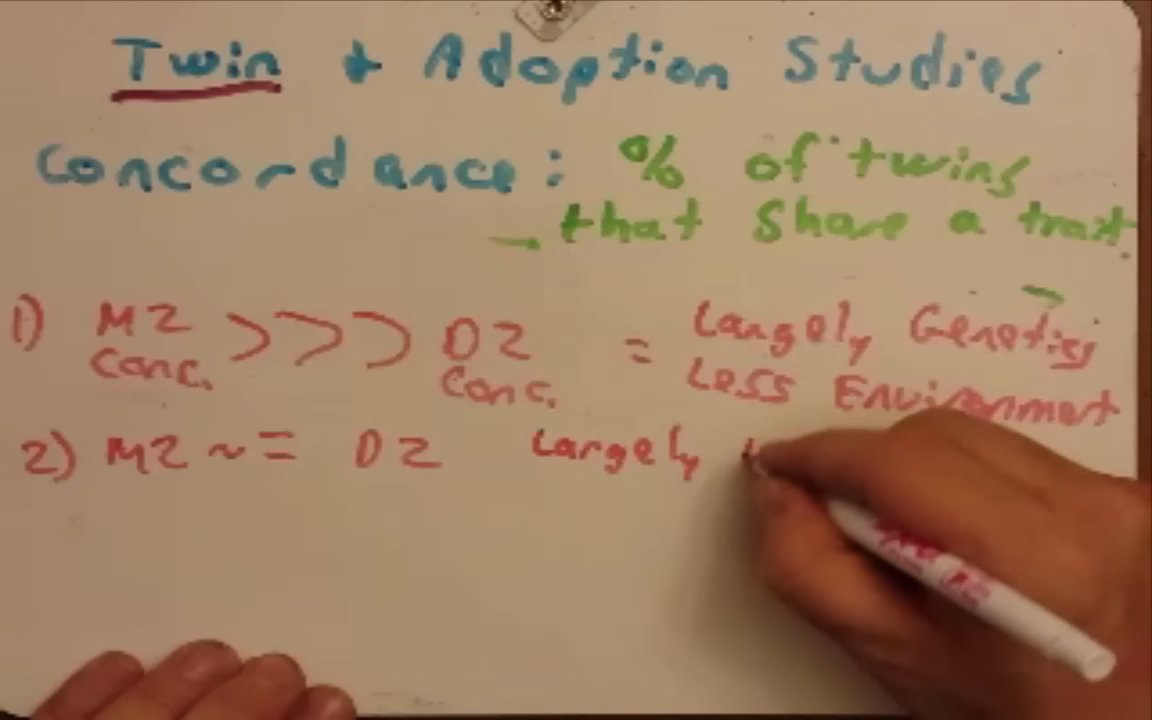 Twin + Adoption Studies
Concordance: % of twins
that share a trait.
1) MZ >>> DZ = Largely Genetics
Conc. Conc. Less Environment
2) MZ ~= DZ Largely